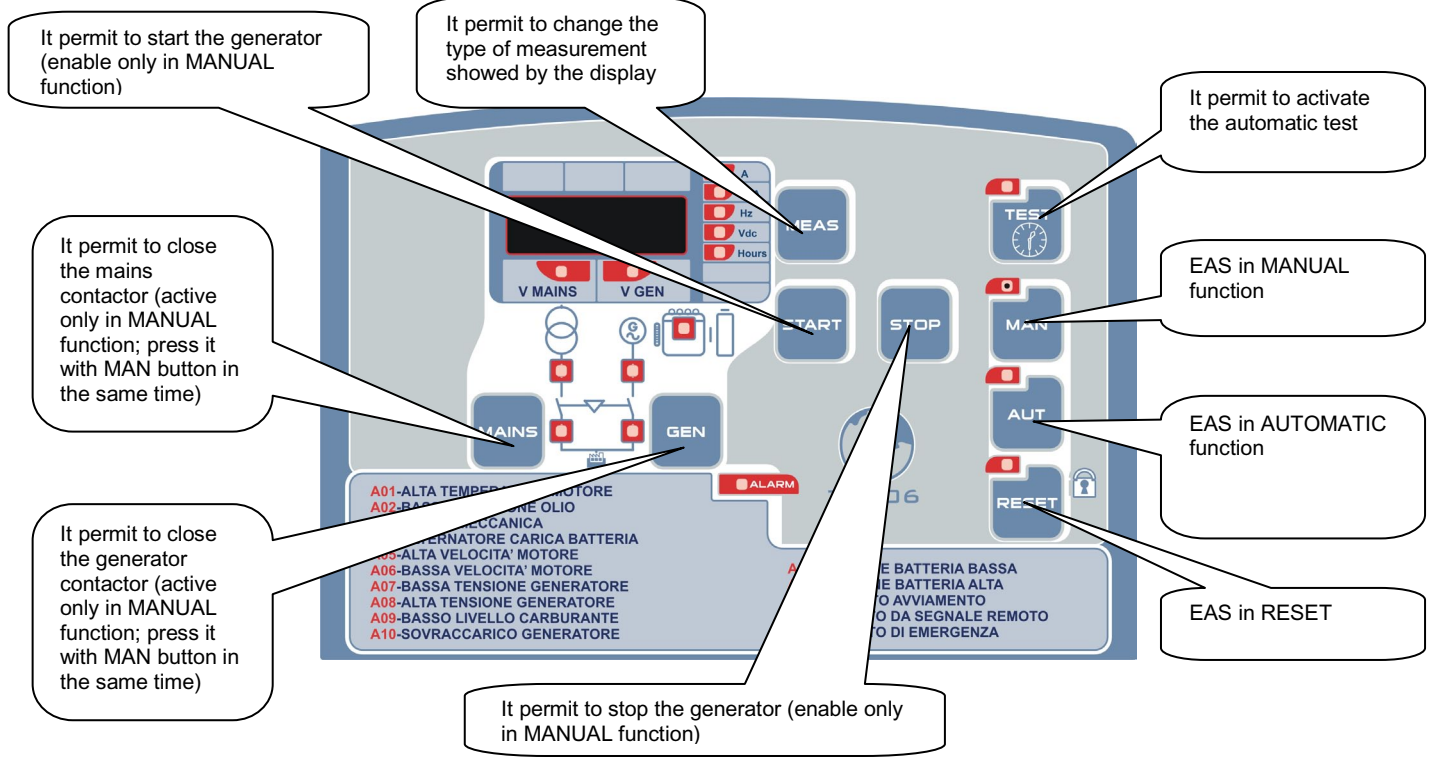 It permit to start the generator
(enable only in MANUAL
function)
It permit to change the
type of measurement
showed by the display
It permit to activate
the automatic test
It permit to close
the mains
contactor (active
only in MANUAL
function; press it
with MAN button in
the same time)
EAS in MANUAL
function
EAS in AUTOMATIC
function
EAS in RESET
It permit to close
the generator
contactor (active
only in MANUAL
function; press it
with MAN button in
the same time)
It permit to stop the generator (enable only
in MANUAL function)
A
Hz
Vdc
Hours
V MAINS
V GEN
G
MEAS
TEST
START
STOP
MAN
MAINS
GEN
AUT
RESET
ALARM
06
A01-ALTA MOTORE
A02- OLIO
MECCANICA
CARICA BATTERIA
A05-ALTA VELOCITA' MOTORE
A06-BASSA VELOCITA' MOTORE
A07-BASSA TENSIONE GENERATORE
A08-ALTA TENSIONE GENERATORE
A09-BASSO LIVELLO CARBURANTE
A10-SOVRACCARICO GENERATORE
BATTERIA BASSA
BATTERIA ALTA
AVVIAMENTO
DA SEGNALE REMOTO
DI EMERGENZA